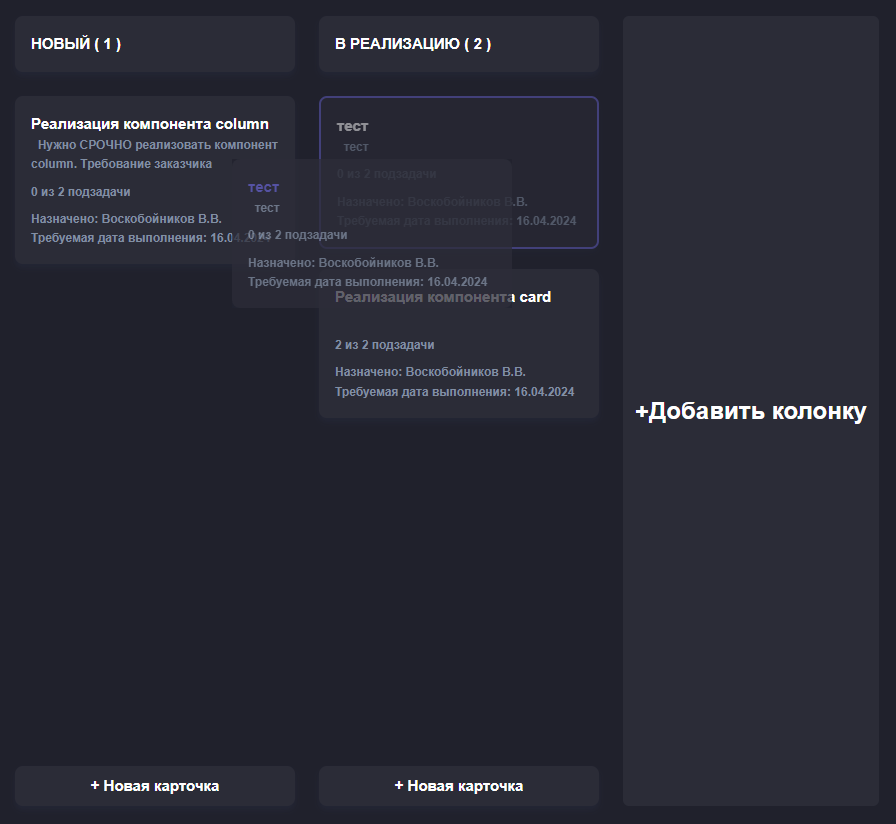 НОВЫЙ ( 1 )
Реализация компонента column
Нужно СРОЧНО реализовать компонент
column. Требование заказчика
0 из 2 подзадачи
Назначено: Воскобойников В.В.
Требуемая дата выполнения: 16.04.2024
+ Новая карточка
тест
тест
0 из 2 подзадачи
Назначено: Воскобойников В.В.
Требуемая дата выполнения: 16.04.2024
В РЕАЛИЗАЦИЮ ( 2 )
тест
тест
0 из 2 подзадачи
Назначено: Воскобойников В.В.
Требуемая дата выполнения: 16.04.2024
Реализация компонента card
2 из 2 подзадачи
Назначено: Воскобойников В.В.
Требуемая дата выполнения: 16.04.2024
+ Новая карточка
+Добавить колонку